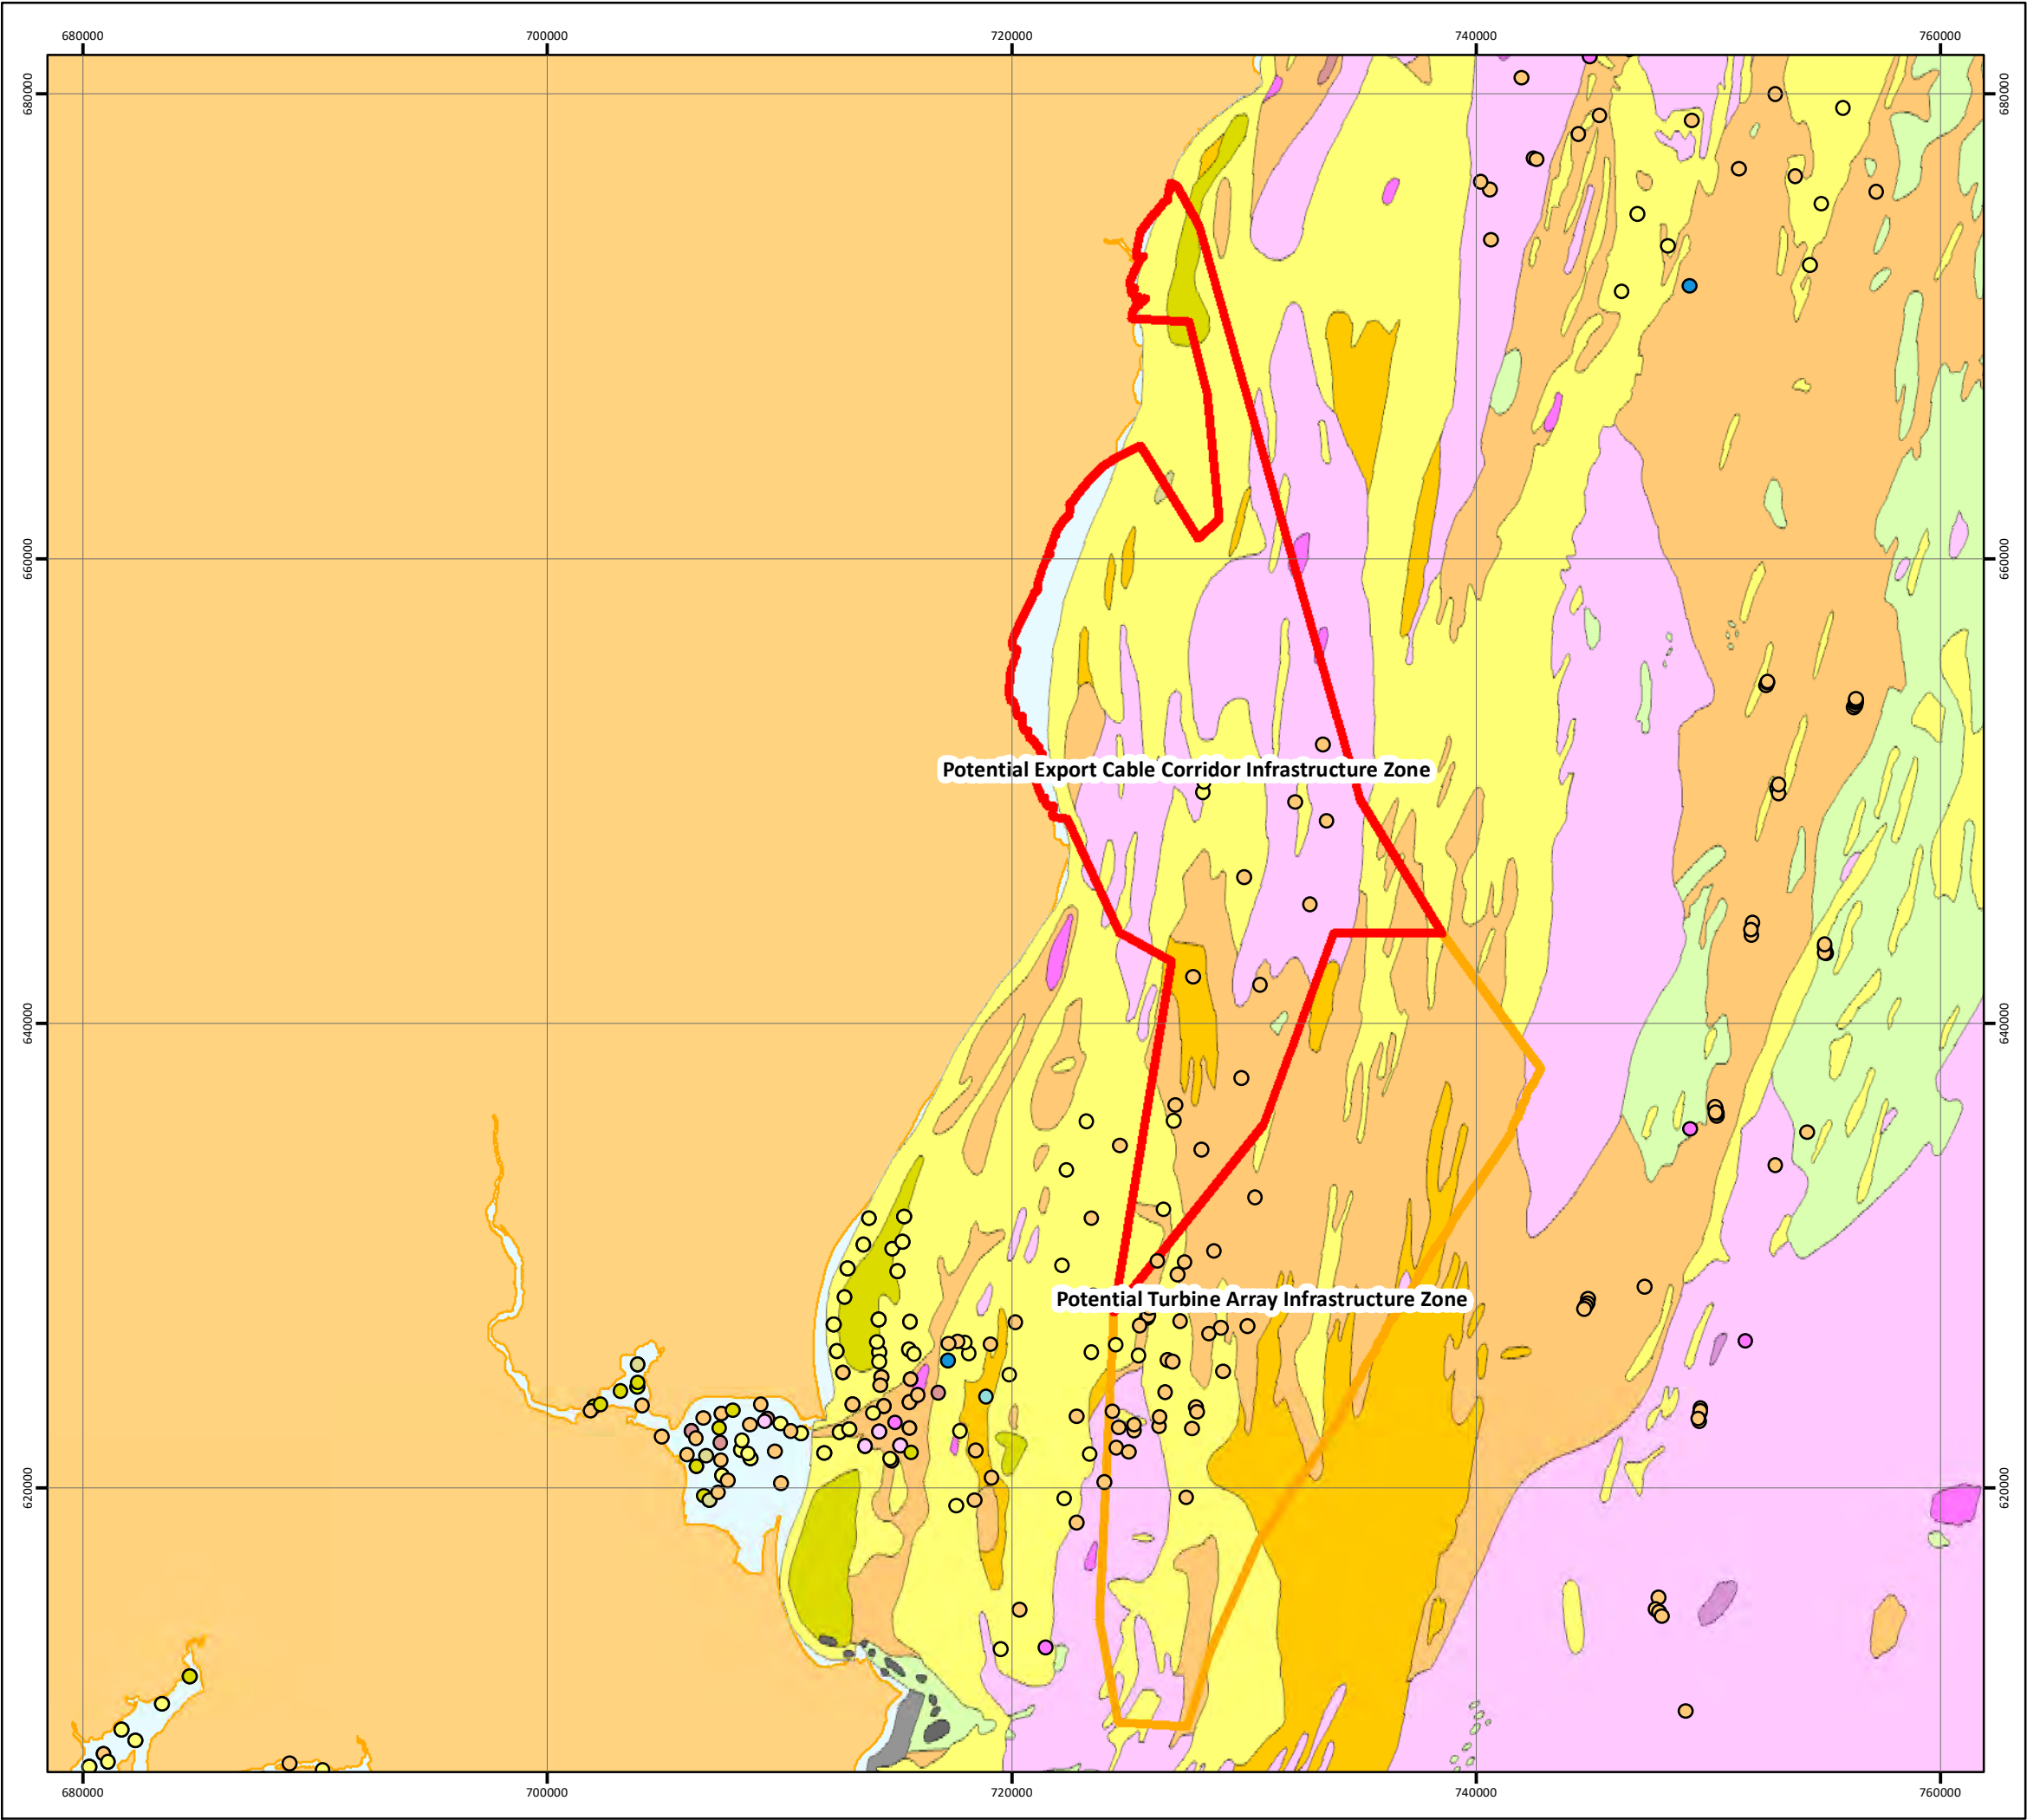 680000 700000 720000 740000 760000
680000 680000
660000 660000
Potential Export Cable Corridor Infrastructure Zone
640000 640000
Potential Turbine Array Infrastructure Zone
620000 620000
680000 700000 720000 740000 760000